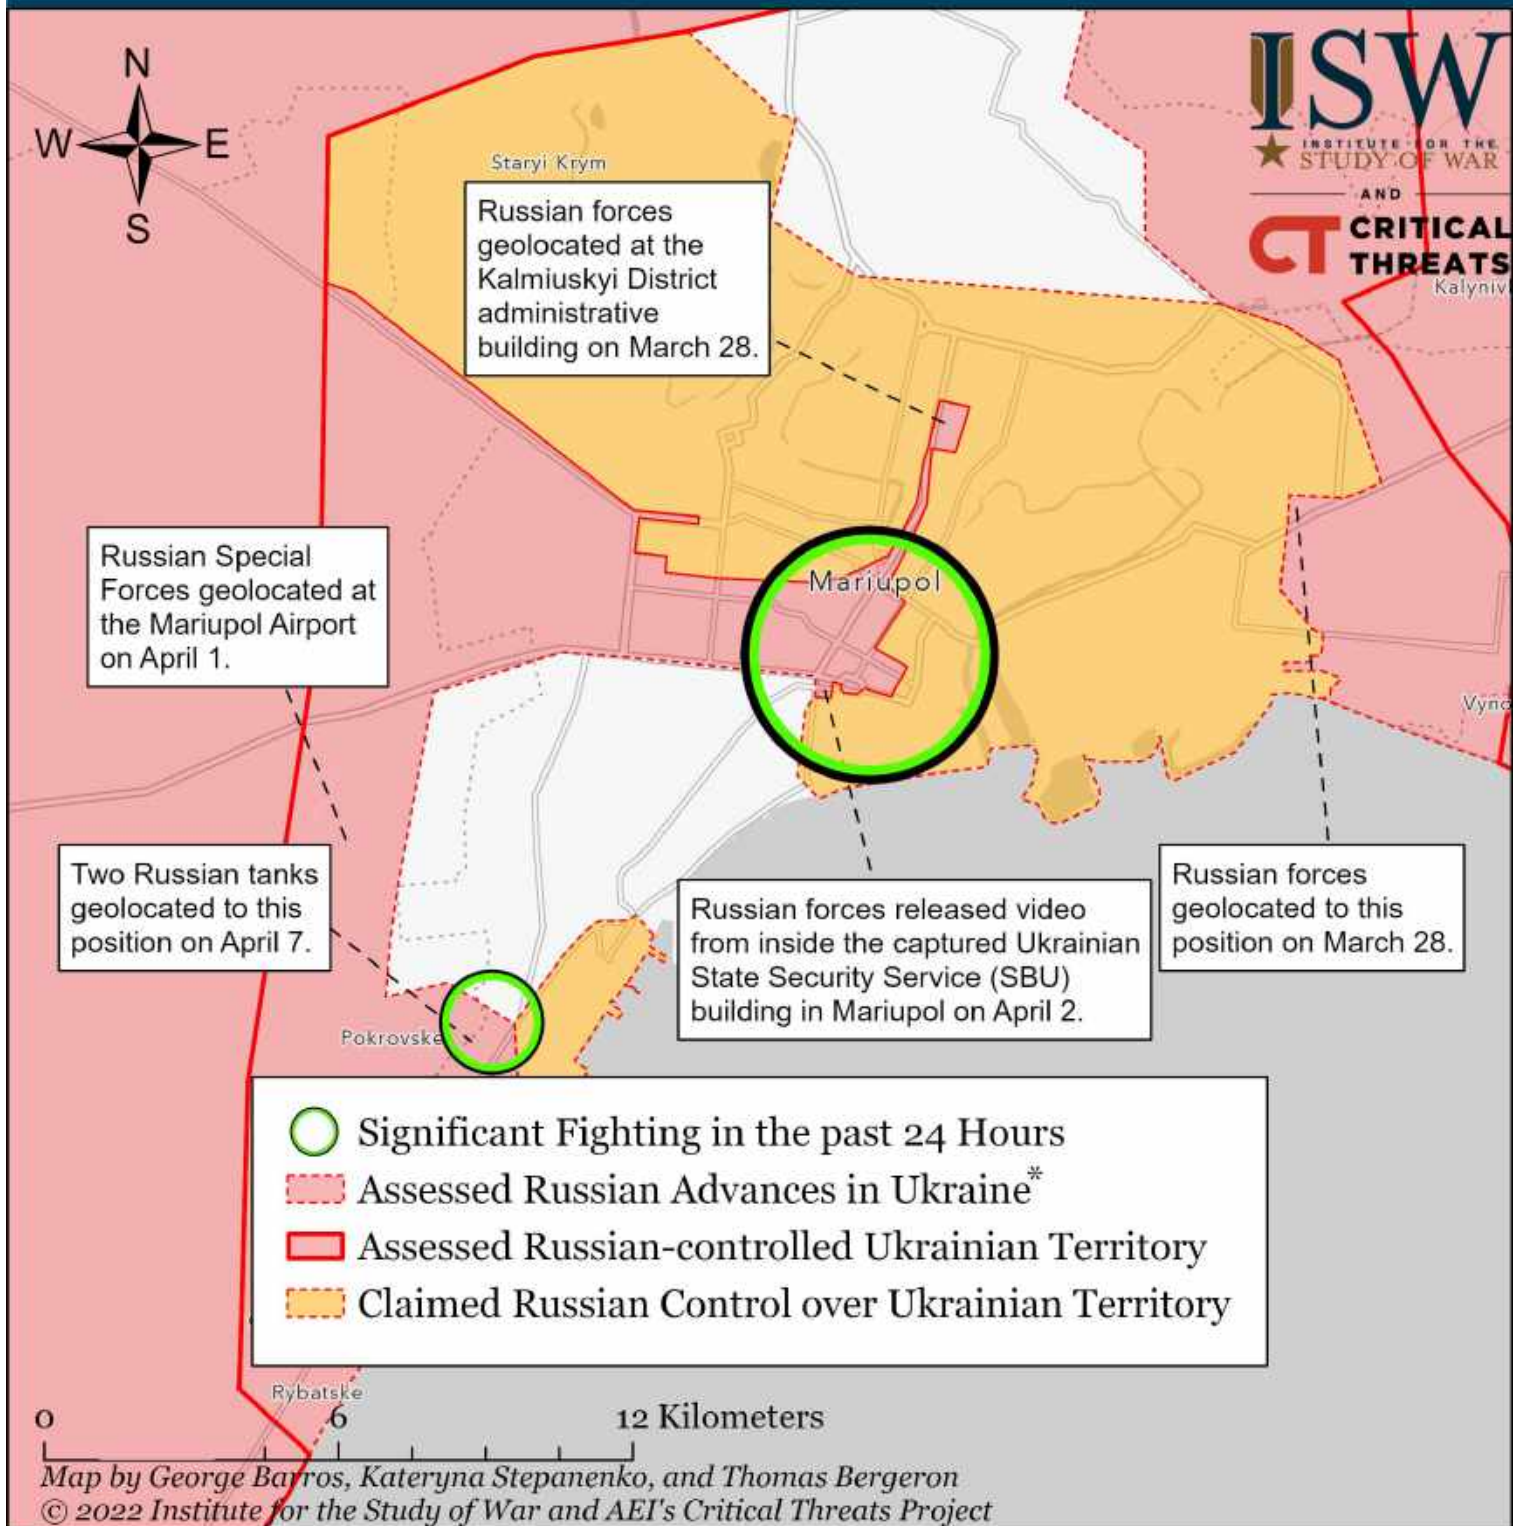 N
W
E
S
ISW
INSTITUTE FOR THE
STUDY OF WAR
AND
CT CRITICAL
THREATS
Kalyniv
Staryi Krym
Russian forces
geolocated at the
Kalmiuskyi District
administrative
building on March 28.
Mariupol
Russian Special
Forces geolocated at
the Mariupol Airport
on April 1.
Vyno
Two Russian tanks
geolocated to this
position on April 7.
Russian forces released video
from inside the captured Ukrainian
State Security Service (SBU)
building in Mariupol on April 2.
Russian forces
geolocated to this
position on March 28.
Pokrovske
Significant Fighting in the past 24 Hours
Assessed Russian Advances in Ukraine*
Assessed Russian-controlled Ukrainian Territory
Claimed Russian Control over Ukrainian Territory
Rybatske
0 6 12 Kilometers
Map by George Barros, Kateryna Stepanenko, and Thomas Bergeron
© 2022 Institute for the Study of War and AEI's Critical Threats Project